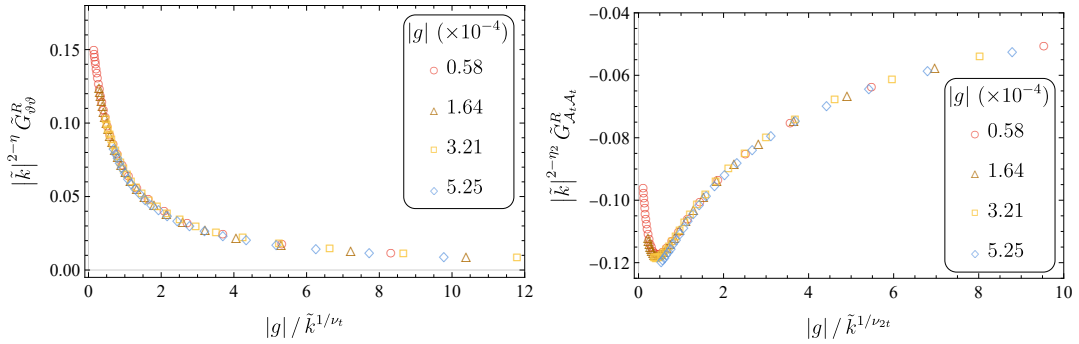 |k̃|^{2−η} G̃^R_{ϑϑ}
0.15
0.10
0.05
0.00
0 2 4 6 8 10 12
|g| / k̃^{1/ν_t}
|g| (×10^{−4})
0.58
1.64
3.21
5.25
|k̃|^{2−η_2} G̃^R_{𝒜_t𝒜_t}
−0.04
−0.06
−0.08
−0.10
−0.12
0 2 4 6 8 10
|g| / k̃^{1/ν_{2t}}
|g| (×10^{−4})
0.58
1.64
3.21
5.25